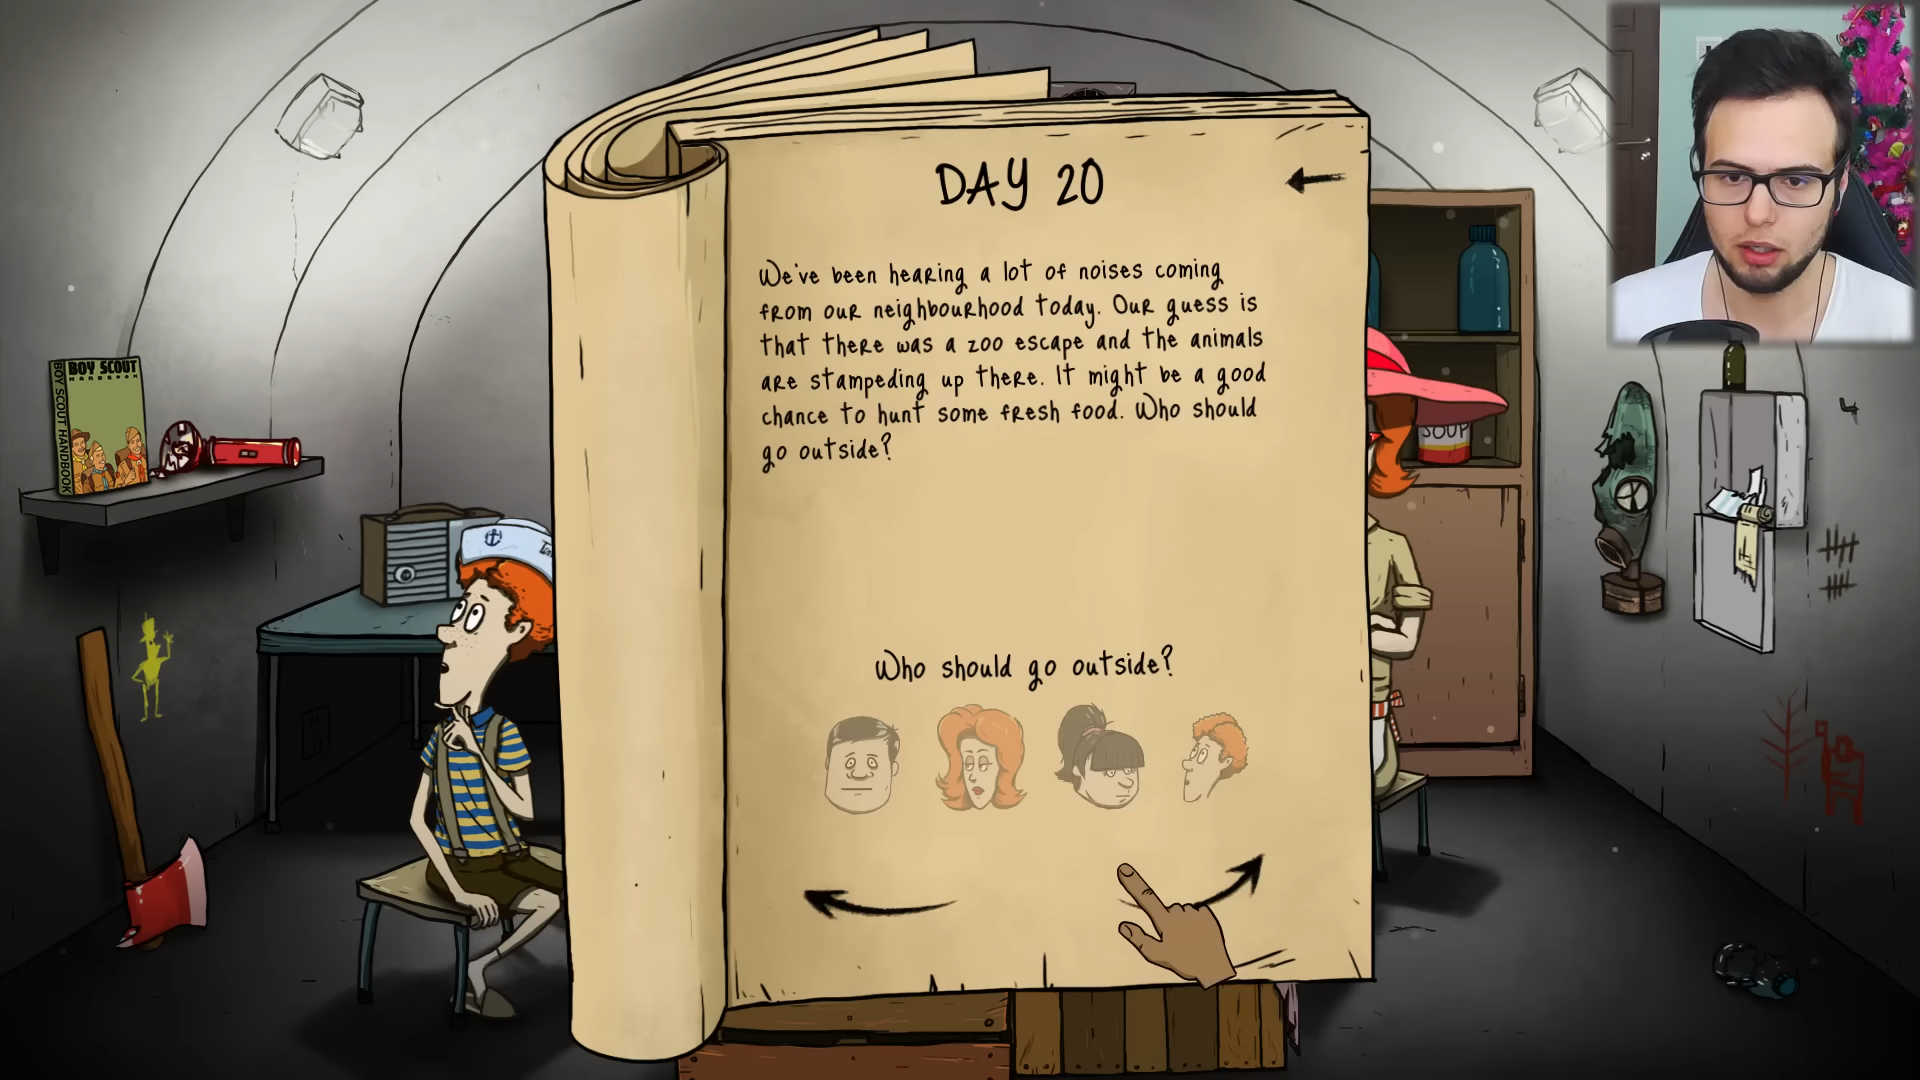 DAY 20
We've been hearing a lot of noises coming
from our neighbourhood today. Our guess is
that there was a zoo escape and the animals
are stampeding up there. It might be a good
chance to hunt some fresh food. Who should
go outside?
Who should go outside?
BOY SCOUT
HANDBOOK
BOY SCOUT HANDBOOK
SOUP